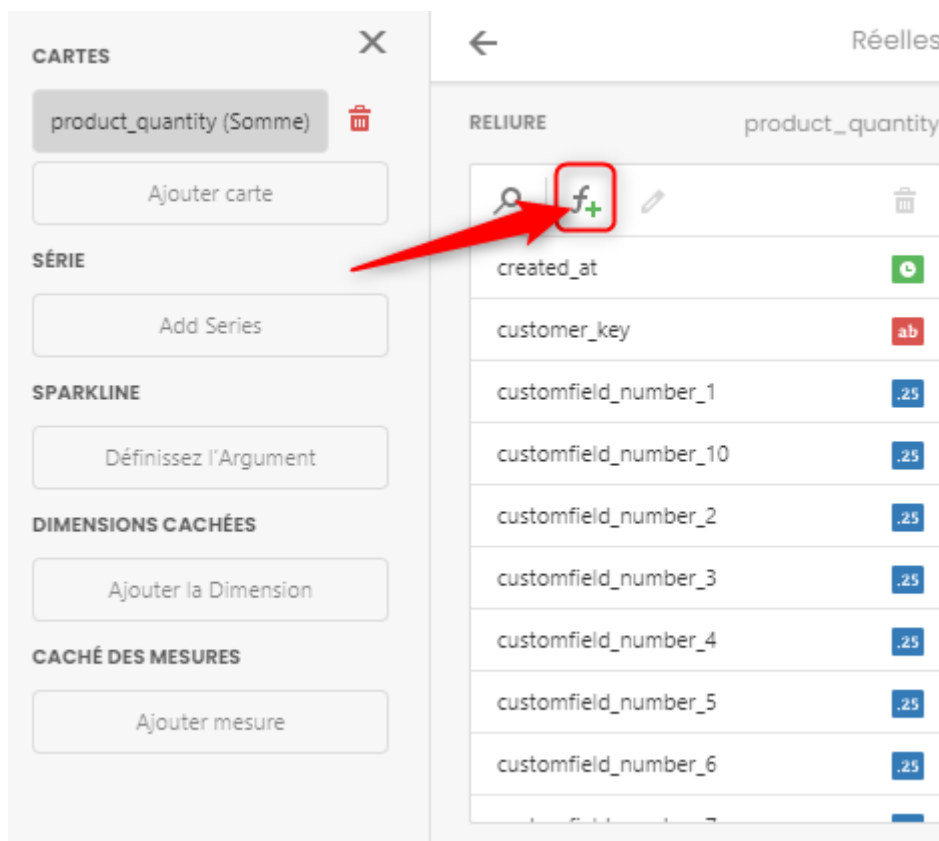 CARTES
product_quantity (Somme)
Ajouter carte
SÉRIE
Add Series
SPARKLINE
Définissez l'Argument
DIMENSIONS CACHÉES
Ajouter la Dimension
CACHÉ DES MESURES
Ajouter mesure
Réelles
RELIURE product_quantity
f+
created_at
customer_key ab
customfield_number_1 .25
customfield_number_10 .25
customfield_number_2 .25
customfield_number_3 .25
customfield_number_4 .25
customfield_number_5 .25
customfield_number_6 .25